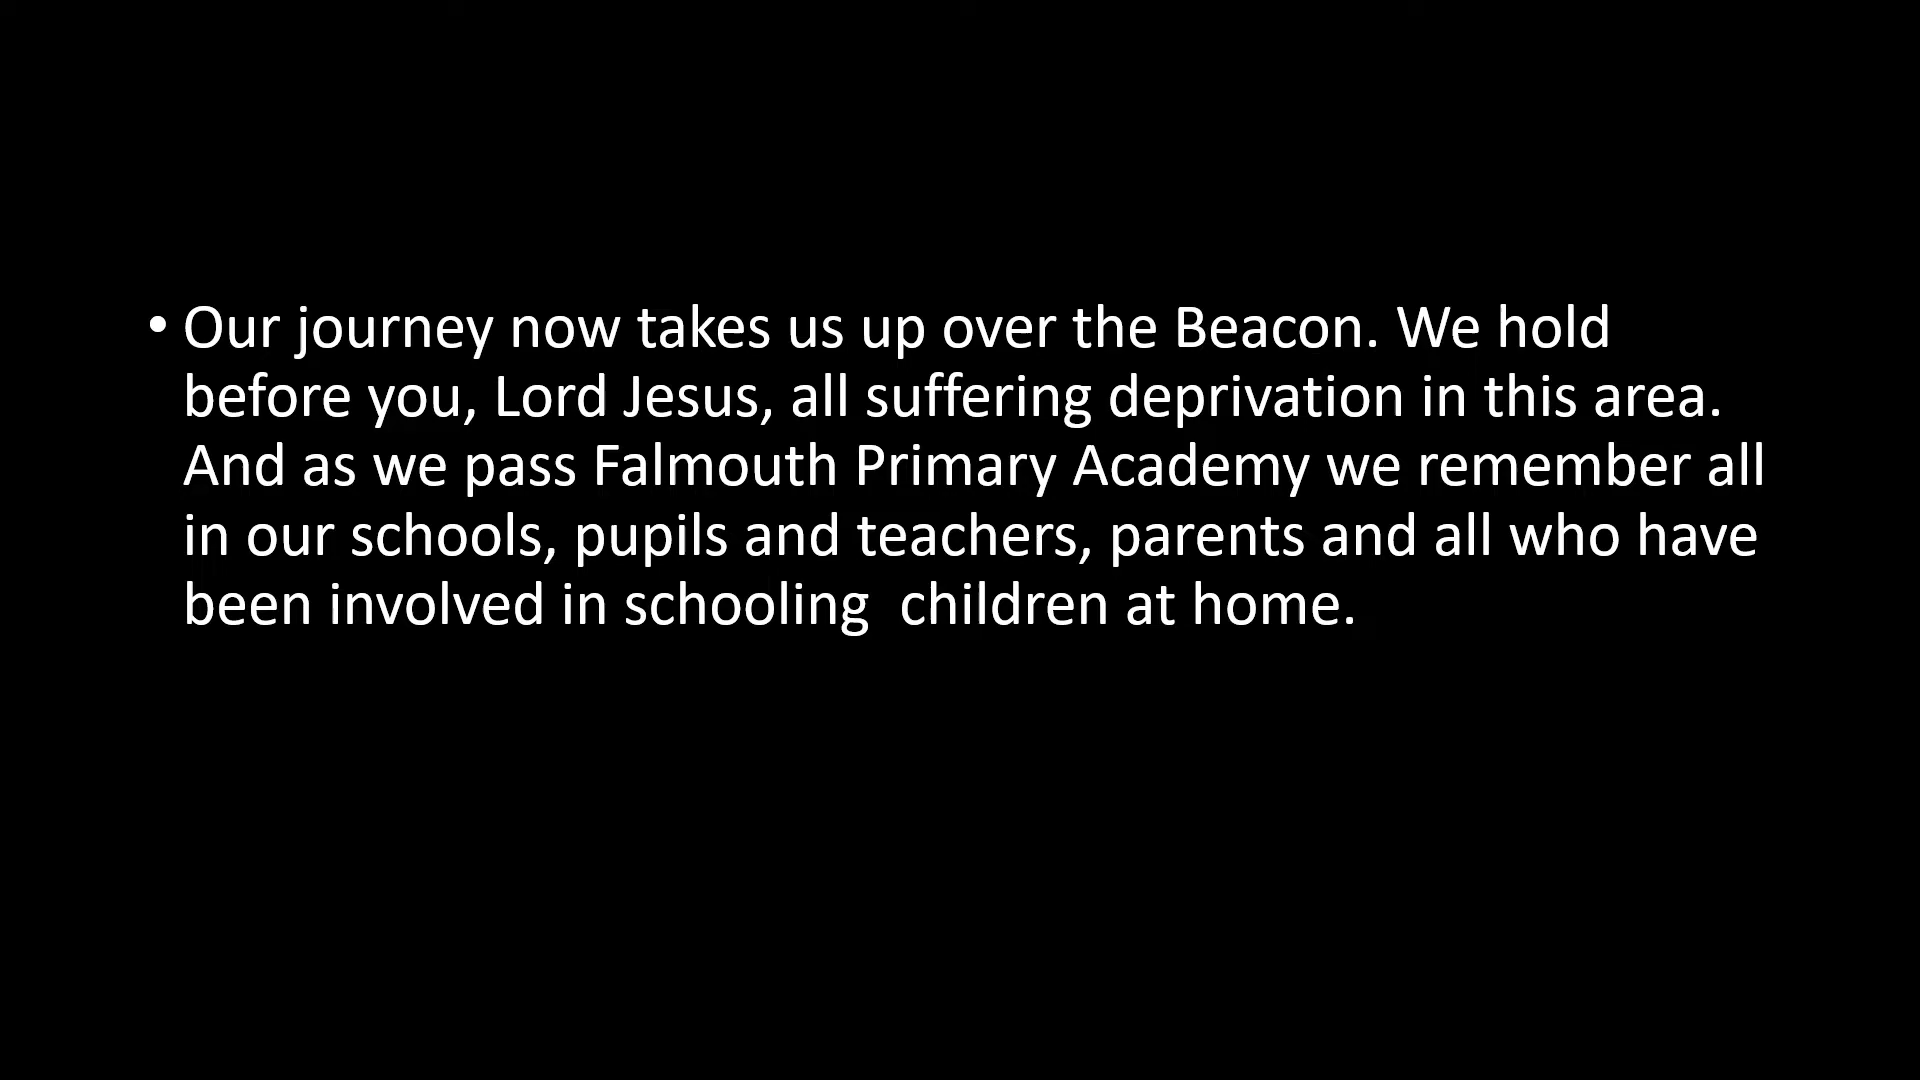 • Our journey now takes us up over the Beacon. We hold
before you, Lord Jesus, all suffering deprivation in this area.
And as we pass Falmouth Primary Academy we remember all
in our schools, pupils and teachers, parents and all who have
been involved in schooling  children at home.